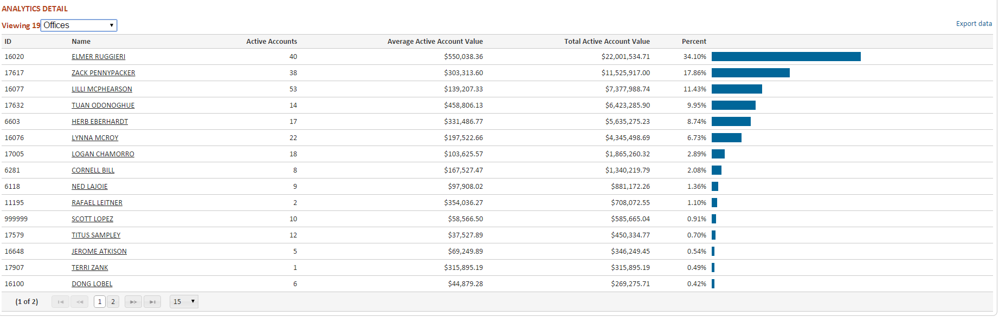 ANALYTICS DETAIL
Viewing 19 Offices
Export data
ID Name Active Accounts Average Active Account Value Total Active Account Value Percent
16020 ELMER RUGGIERI 40 $550,038.36 $22,001,534.71 34.10%
17617 ZACK PENNYPACKER 38 $303,313.60 $11,525,917.00 17.86%
16077 LILLI MCPHEARSON 53 $139,207.33 $7,377,988.74 11.43%
17632 TUAN ODONOGHUE 14 $458,806.13 $6,423,285.90 9.95%
6603 HERB EBERHARDT 17 $331,486.77 $5,635,275.23 8.74%
16076 LYNNA MCROY 22 $197,522.66 $4,345,498.69 6.73%
17005 LOGAN CHAMORRO 18 $103,625.57 $1,865,260.32 2.89%
6281 CORNELL BILL 8 $167,527.47 $1,340,219.79 2.08%
6118 NED LAJOIE 9 $97,908.02 $881,172.26 1.36%
11195 RAFAEL LEITNER 2 $354,036.27 $708,072.55 1.10%
999999 SCOTT LOPEZ 10 $58,566.50 $585,665.04 0.91%
17579 TITUS SAMPLEY 12 $37,527.89 $450,334.77 0.70%
16648 JEROME ATKISON 5 $69,249.89 $346,249.45 0.54%
17907 TERRI ZANK 1 $315,895.19 $315,895.19 0.49%
16100 DONG LOBEL 6 $44,879.28 $269,275.71 0.42%
(1 of 2) 1 2 15